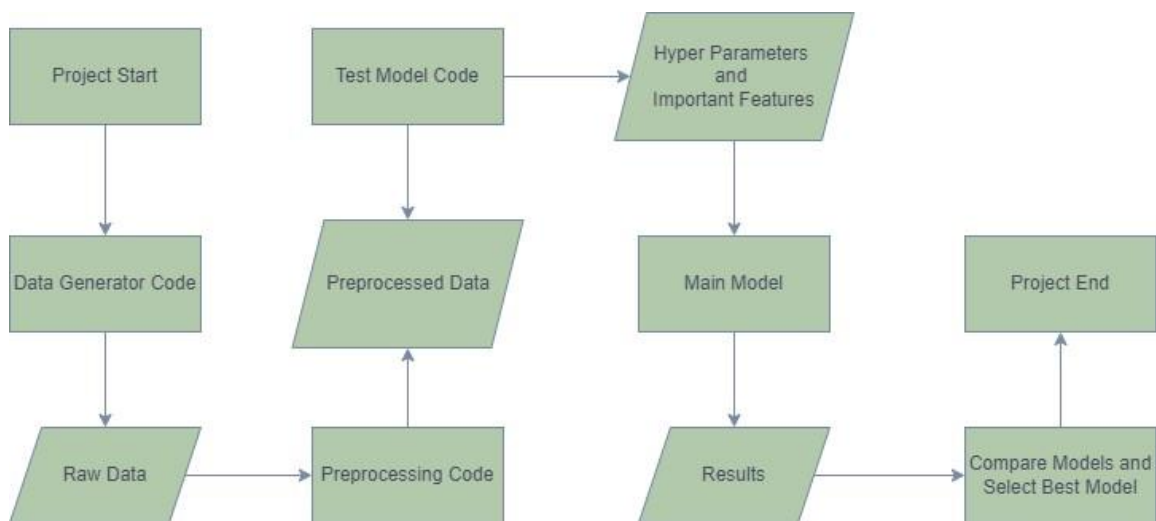 Project Start
Test Model Code
Hyper Parameters
and
Important Features
Data Generator Code
Preprocessed Data
Main Model
Project End
Raw Data
Preprocessing Code
Results
Compare Models and
Select Best Model